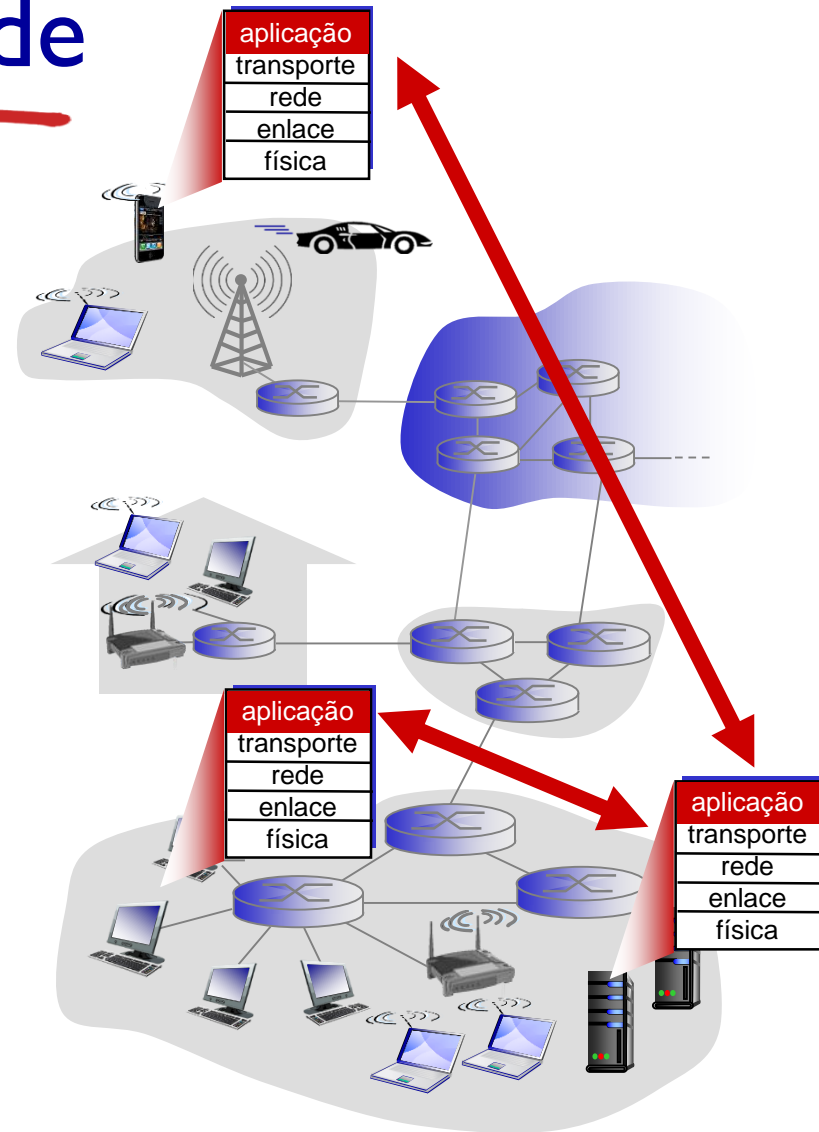 de
aplicação
transporte
rede
enlace
física
aplicação
transporte
rede
enlace
física
aplicação
transporte
rede
enlace
física